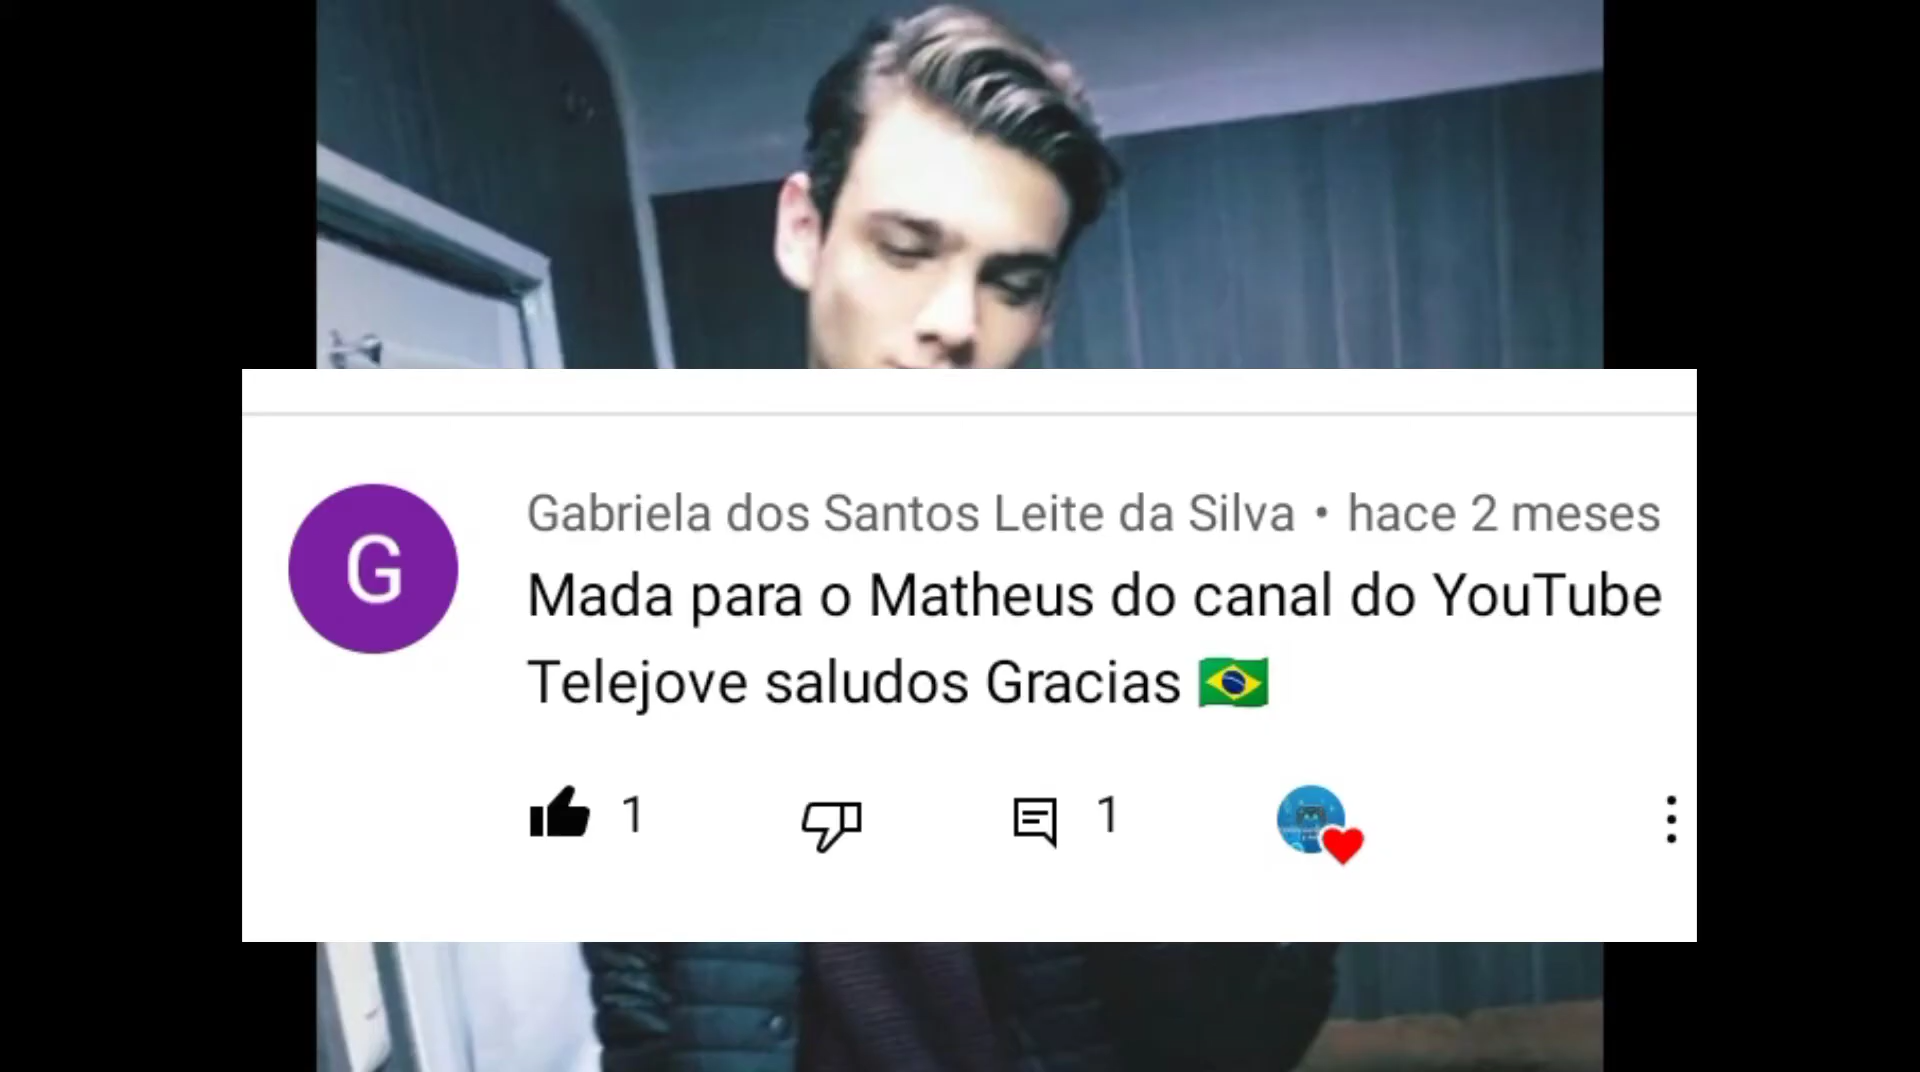 G
Gabriela dos Santos Leite da Silva • hace 2 meses
Mada para o Matheus do canal do YouTube
Telejove saludos Gracias 🇧🇷
1
1